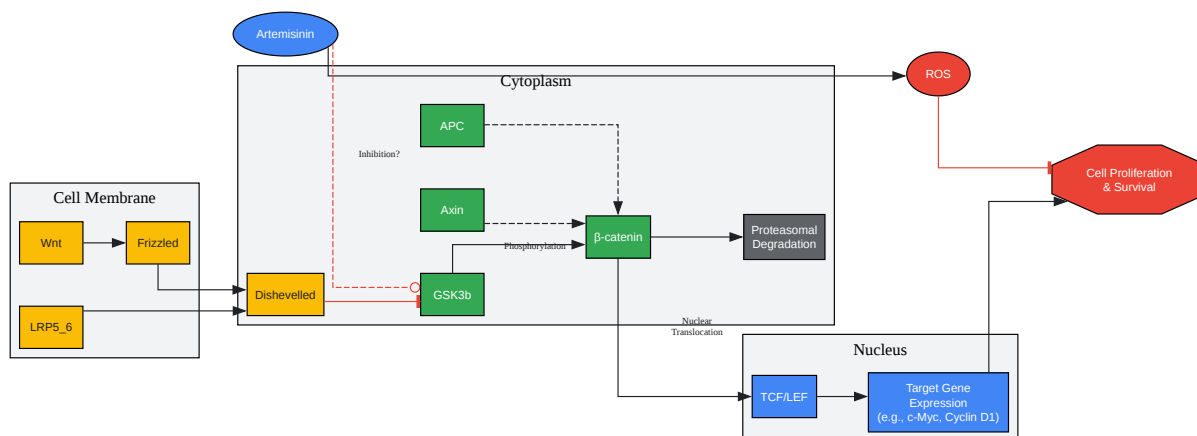 Artemisinin
ROS
Cytoplasm
APC
Inhibition?
Cell Proliferation
& Survival
Cell Membrane
Wnt
Frizzled
Axin
β-catenin
Proteasomal
Degradation
Phosphorylation
Dishevelled
GSK3b
LRP5_6
Nuclear
Translocation
Nucleus
TCF/LEF
Target Gene
Expression
(e.g., c-Myc, Cyclin D1)